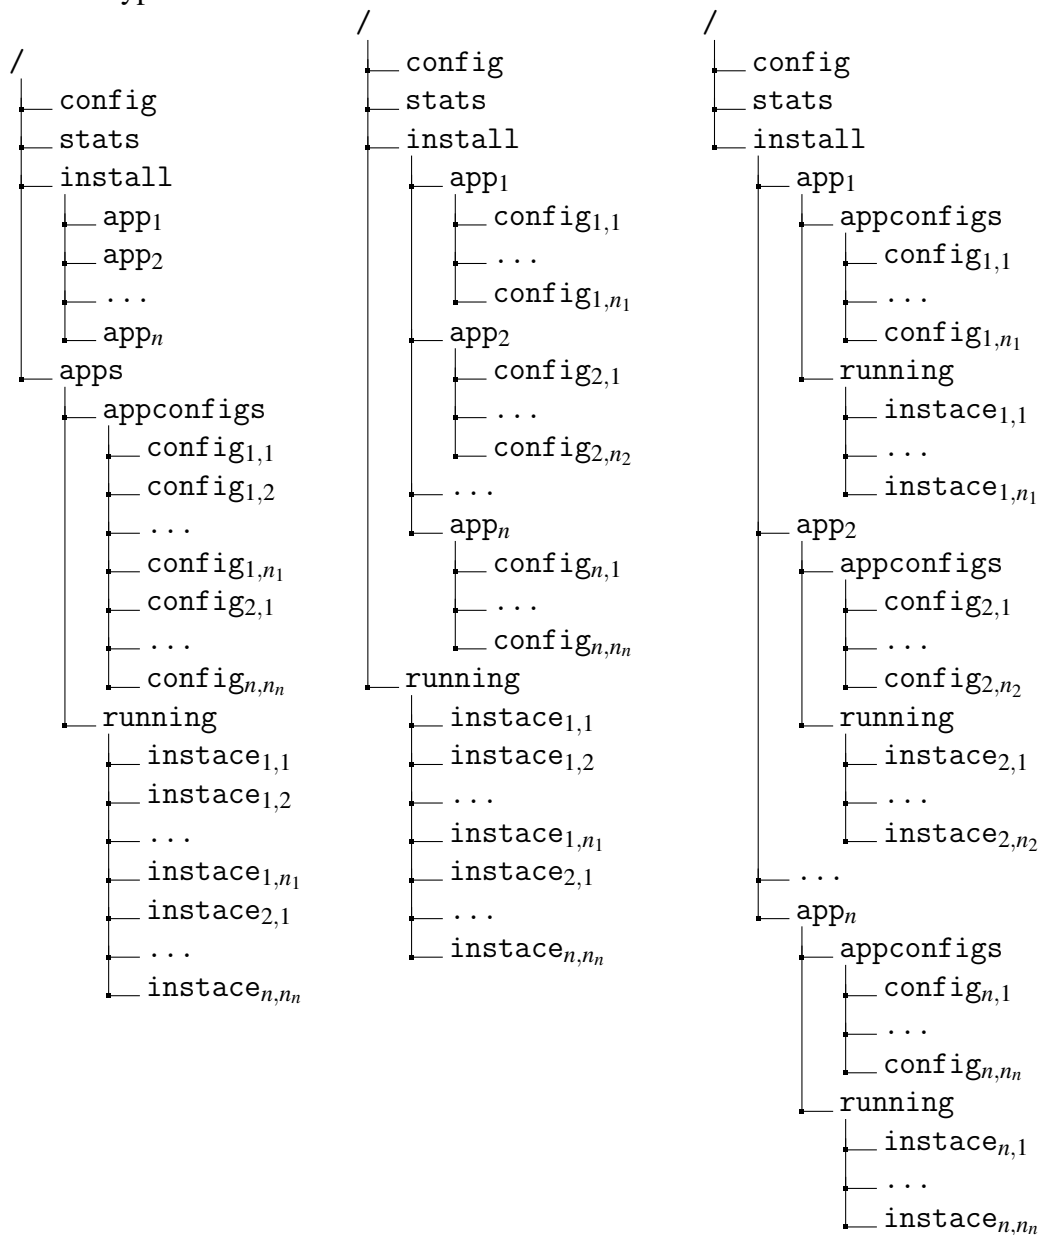 /
config
stats
install
app1
app2
...
appn
apps
appconfigs
config1,1
config1,2
...
config1,n1
config2,1
...
confign,nn
running
instace1,1
instace1,2
...
instace1,n1
instace2,1
...
instacen,nn
/
config
stats
install
app1
config1,1
...
config1,n1
app2
config2,1
...
config2,n2
...
appn
confign,1
...
confign,nn
running
instace1,1
instace1,2
...
instace1,n1
instace2,1
...
instacen,nn
/
config
stats
install
app1
appconfigs
config1,1
...
config1,n1
running
instace1,1
...
instace1,n1
app2
appconfigs
config2,1
...
config2,n2
running
instace2,1
...
instace2,n2
...
appn
appconfigs
confign,1
...
confign,nn
running
instacen,1
...
instacen,nn